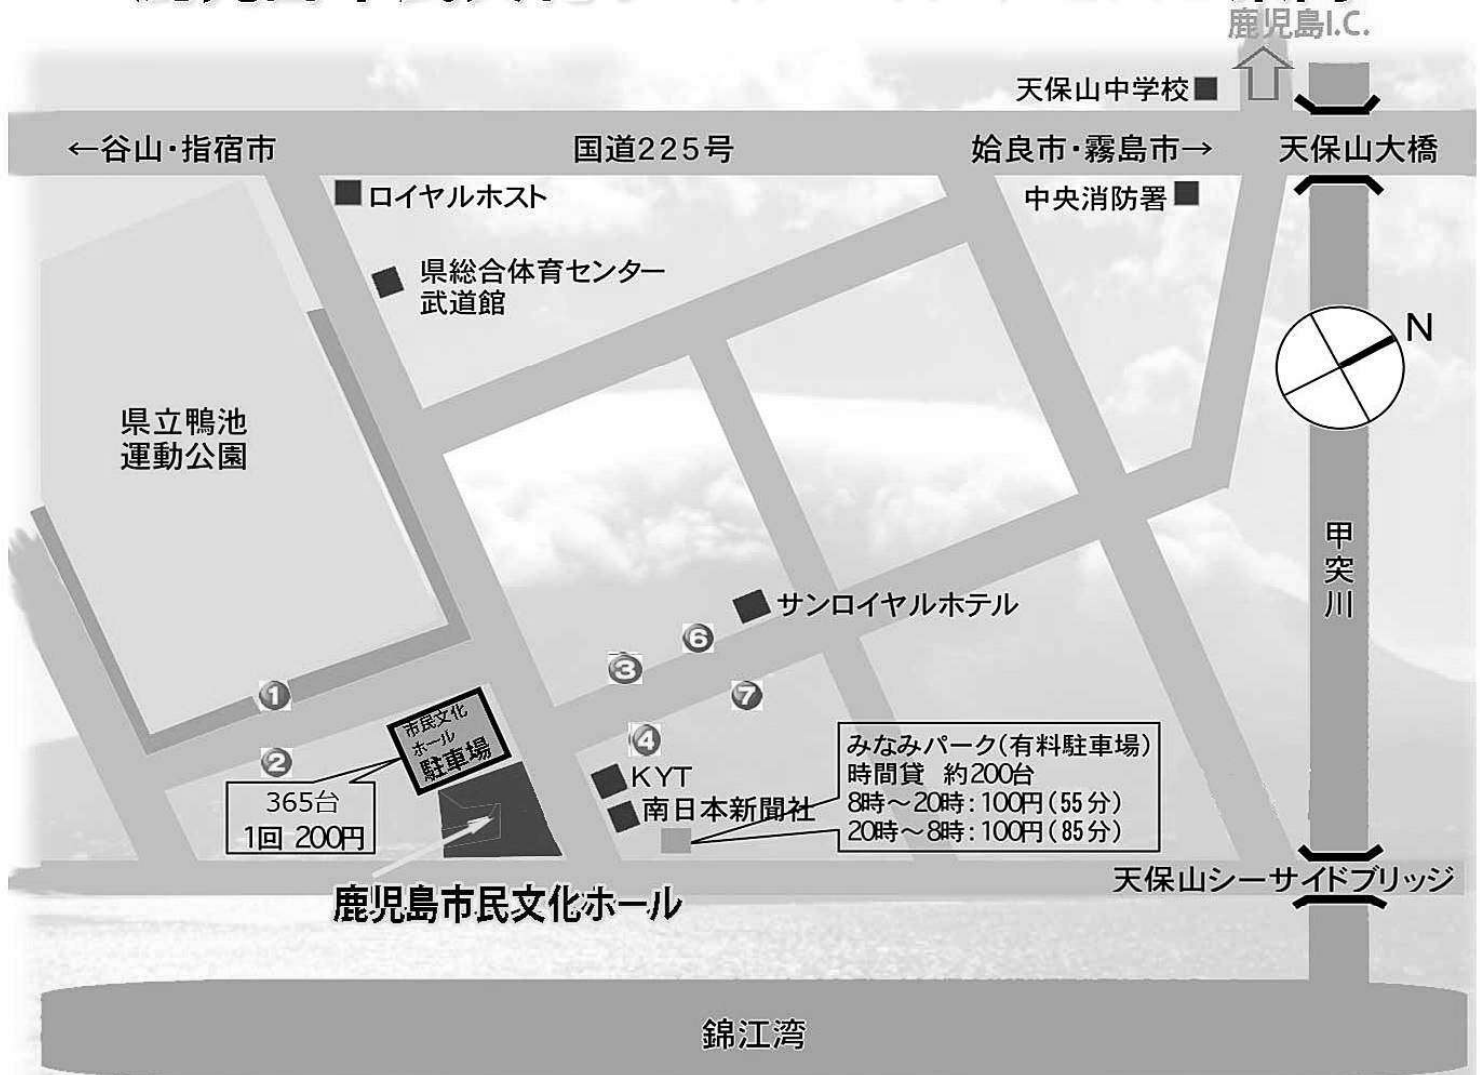 鹿児島I.C.
天保山中学校
←谷山・指宿市
国道225号
姶良市・霧島市→
天保山大橋
ロイヤルホスト
中央消防署
県総合体育センター
武道館
N
県立鴨池
運動公園
甲突川
サンロイヤルホテル
6
3
1
7
市民文化
ホール
駐車場
4
2
みなみパーク(有料駐車場)
時間貸 約200台
8時～20時:100円(55分)
20時～8時:100円(85分)
KYT
南日本新聞社
365台
1回 200円
天保山シーサイドブリッジ
鹿児島市民文化ホール
錦江湾